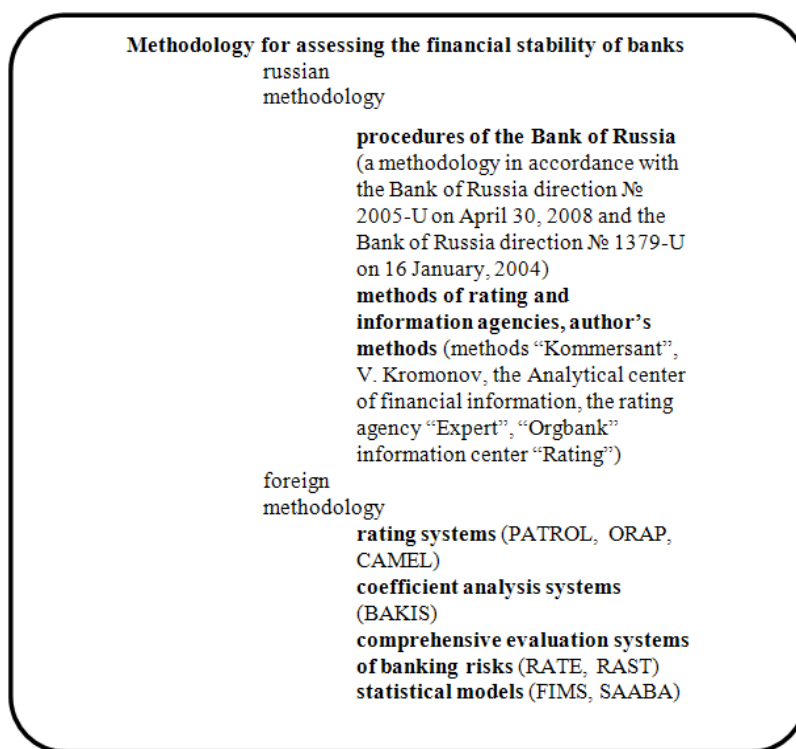 Methodology for assessing the financial stability of banks
russian
methodology
procedures of the Bank of Russia
(a methodology in accordance with
the Bank of Russia direction №
2005-U on April 30, 2008 and the
Bank of Russia direction № 1379-U
on 16 January, 2004)
methods of rating and
information agencies, author’s
methods (methods “Kommersant”,
V. Kromonov, the Analytical center
of financial information, the rating
agency “Expert”, “Orgbank”
information center “Rating”)
foreign
methodology
rating systems (PATROL, ORAP,
CAMEL)
coefficient analysis systems
(BAKIS)
comprehensive evaluation systems
of banking risks (RATE, RAST)
statistical models (FIMS, SAABA)